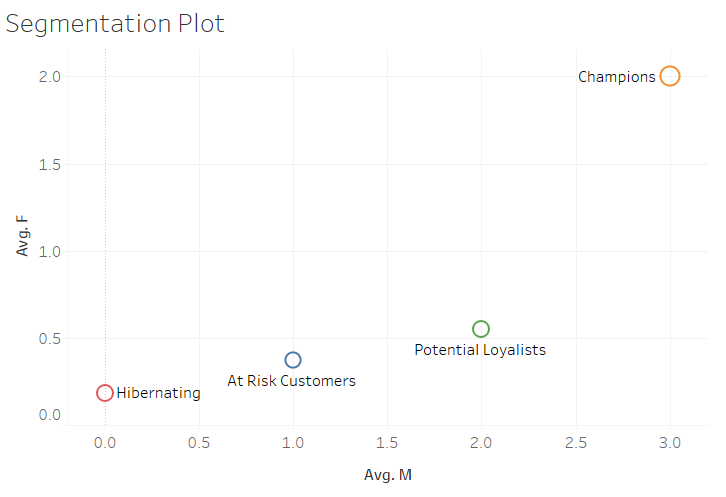 Segmentation Plot
2.0
Champions
1.5
1.0
Avg. F
0.5
Potential Loyalists
At Risk Customers
Hibernating
0.0
0.0 0.5 1.0 1.5 2.0 2.5 3.0
Avg. M